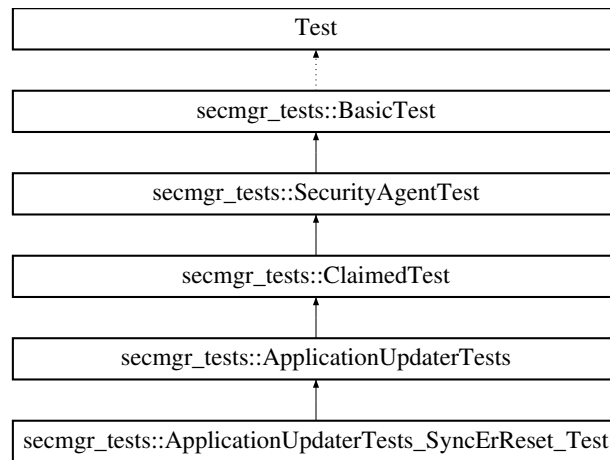 Test
secmgr_tests::BasicTest
secmgr_tests::SecurityAgentTest
secmgr_tests::ClaimedTest
secmgr_tests::ApplicationUpdaterTests
secmgr_tests::ApplicationUpdaterTests_SyncErReset_Test